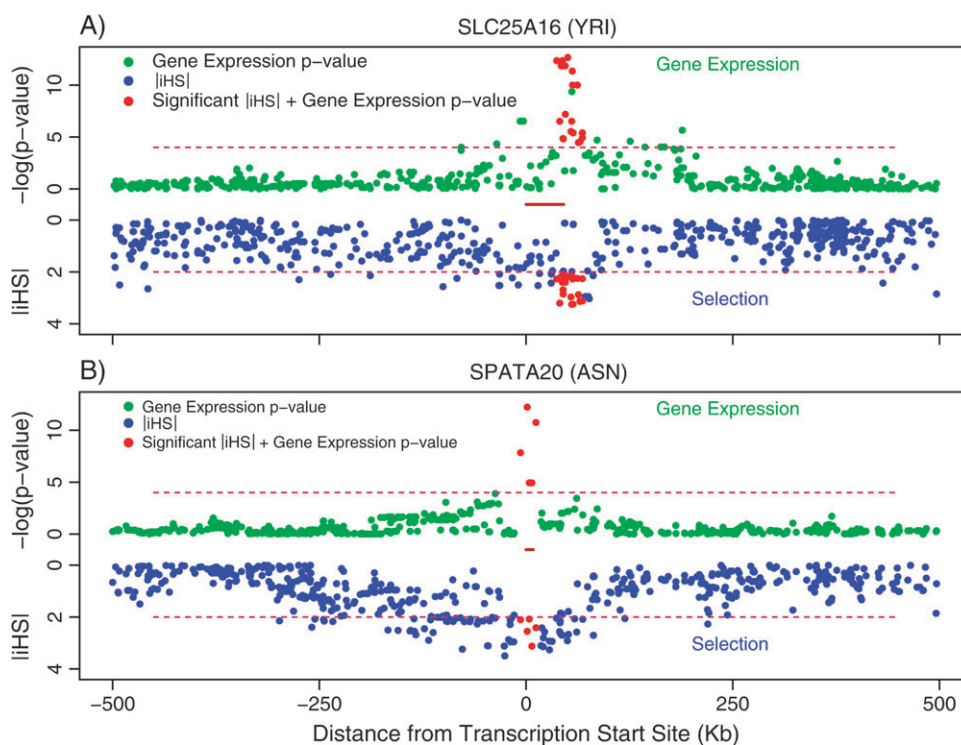 A)
SLC25A16 (YRI)
Gene Expression p−value
|iHS|
Significant |iHS| + Gene Expression p−value
Gene Expression
−log(p−value)
10
5
0
|iHS|
0
2
4
Selection
B)
SPATA20 (ASN)
Gene Expression p−value
|iHS|
Significant |iHS| + Gene Expression p−value
Gene Expression
−log(p−value)
10
5
0
|iHS|
0
2
4
Selection
−500 −250 0 250 500
Distance from Transcription Start Site (Kb)